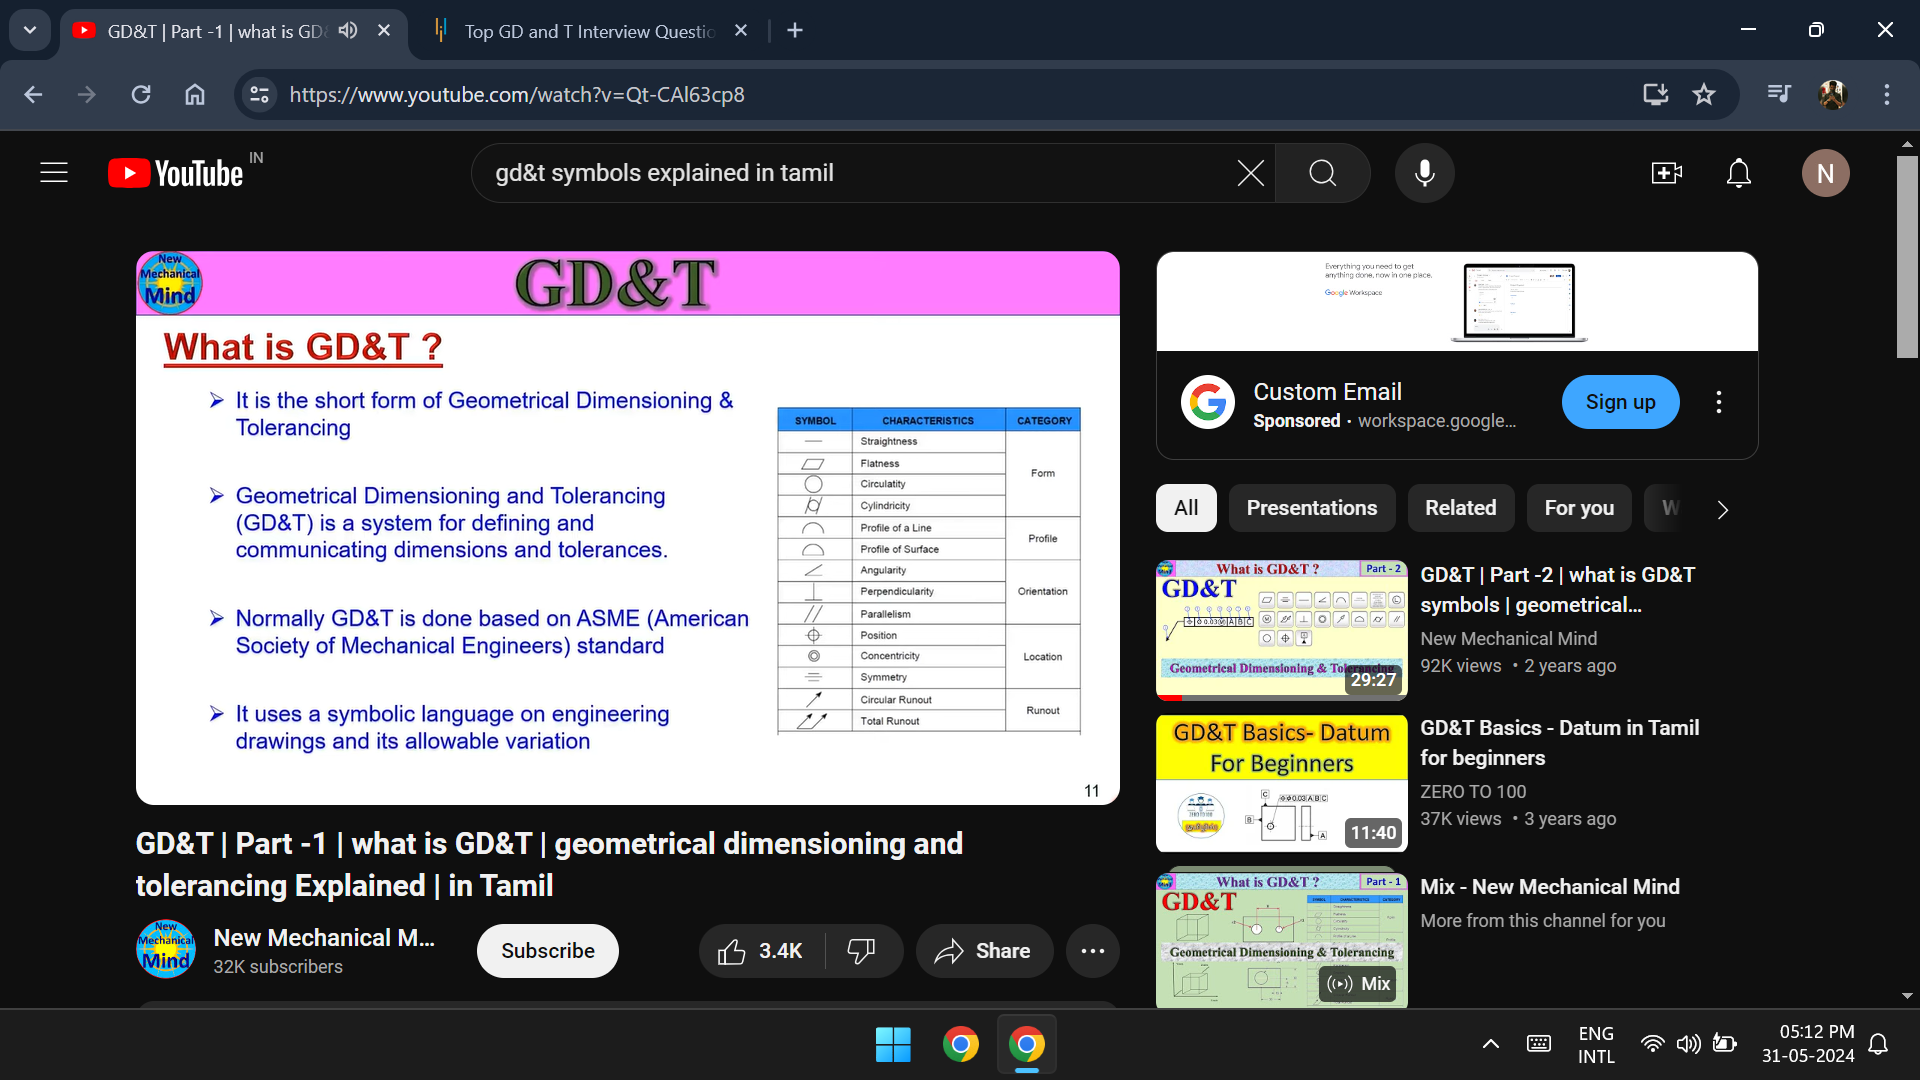 GD&T | Part -1 | what is GD&
Top GD and T Interview Questio
https://www.youtube.com/watch?v=Qt-CAl63cp8
YouTube IN
gd&t symbols explained in tamil
N
New
Mechanical
Mind
GD&T
What is GD&T ?
It is the short form of Geometrical Dimensioning &
Tolerancing
Geometrical Dimensioning and Tolerancing
(GD&T) is a system for defining and
communicating dimensions and tolerances.
Normally GD&T is done based on ASME (American
Society of Mechanical Engineers) standard
It uses a symbolic language on engineering
drawings and its allowable variation
SYMBOL CHARACTERISTICS CATEGORY
Straightness
Flatness
Form
Circulatity
Cylindricity
Profile of a Line
Profile
Profile of Surface
Angularity
Perpendicularity
Orientation
Parallelism
Position
Concentricity
Location
Symmetry
Circular Runout
Runout
Total Runout
11
GD&T | Part -1 | what is GD&T | geometrical dimensioning and
tolerancing Explained | in Tamil
New
Mechanical
Mind
New Mechanical M...
32K subscribers
Subscribe
3.4K
Share
Everything you need to get
anything done, now in one place.
Google Workspace
Custom Email
Sponsored · workspace.google...
Sign up
All
Presentations
Related
For you
W
What is GD&T ?
Part - 2
GD&T
Geometrical Dimensioning & Tolerancing
29:27
GD&T | Part -2 | what is GD&T
symbols | geometrical...
New Mechanical Mind
92K views • 2 years ago
GD&T Basics- Datum
For Beginners
11:40
GD&T Basics - Datum in Tamil
for beginners
ZERO TO 100
37K views • 3 years ago
What is GD&T ?
Part - 1
GD&T
Geometrical Dimensioning & Tolerancing
Mix
Mix - New Mechanical Mind
More from this channel for you
ENG
INTL
05:12 PM
31-05-2024